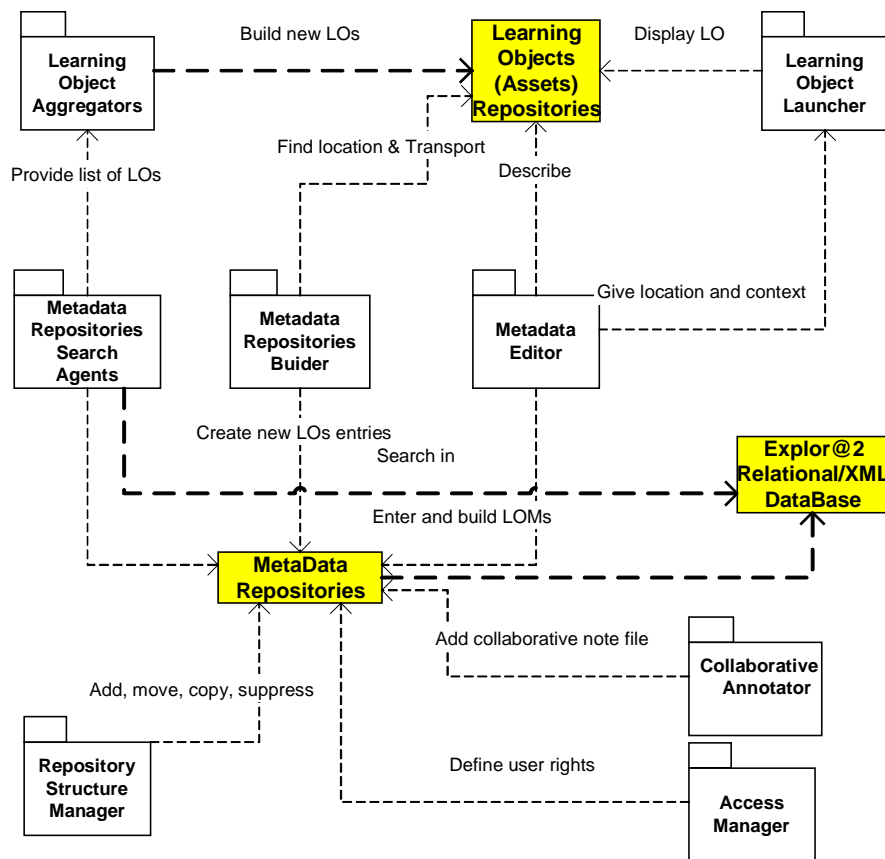 Build new LOs
Display LO
Learning
Object
Aggregators
Learning
Objects
(Assets)
Repositories
Learning
Object
Launcher
Find location & Transport
Provide list of LOs
Describe
Give location and context
Metadata
Repositories
Search
Agents
Metadata
Repositories
Buider
Metadata
Editor
Create new LOs entries
Search in
Explor@2
Relational/XML
DataBase
Enter and build LOMs
MetaData
Repositories
Add collaborative note file
Collaborative
Annotator
Add, move, copy, suppress
Repository
Structure
Manager
Define user rights
Access
Manager